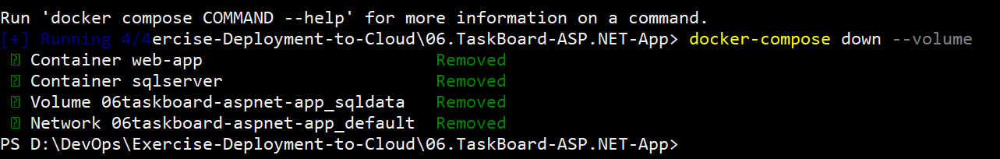 Run 'docker compose COMMAND --help' for more information on a command.
[+] Running 4/4ercise-Deployment-to-Cloud\06.TaskBoard-ASP.NET-App> docker-compose down --volume
Container web-app Removed
Container sqlserver Removed
Volume 06taskboard-aspnet-app_sqldata Removed
Network 06taskboard-aspnet-app_default Removed
PS D:\DevOps\Exercise-Deployment-to-Cloud\06.TaskBoard-ASP.NET-App>